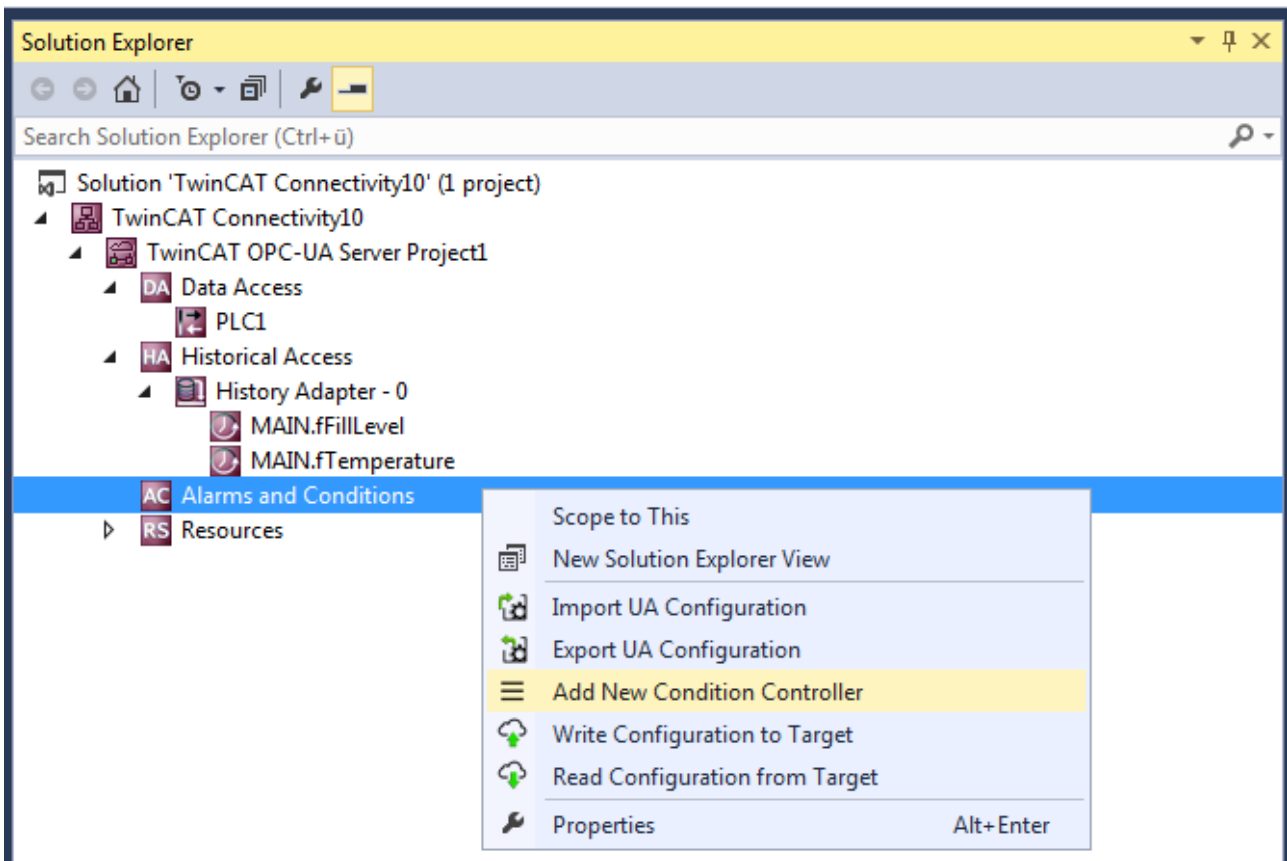 Solution Explorer
Search Solution Explorer (Ctrl+ü)
Solution 'TwinCAT Connectivity10' (1 project)
TwinCAT Connectivity10
TwinCAT OPC-UA Server Project1
DA Data Access
PLC1
HA Historical Access
History Adapter - 0
MAIN.fFillLevel
MAIN.fTemperature
AC Alarms and Conditions
RS Resources
Scope to This
New Solution Explorer View
Import UA Configuration
Export UA Configuration
Add New Condition Controller
Write Configuration to Target
Read Configuration from Target
Properties Alt+Enter